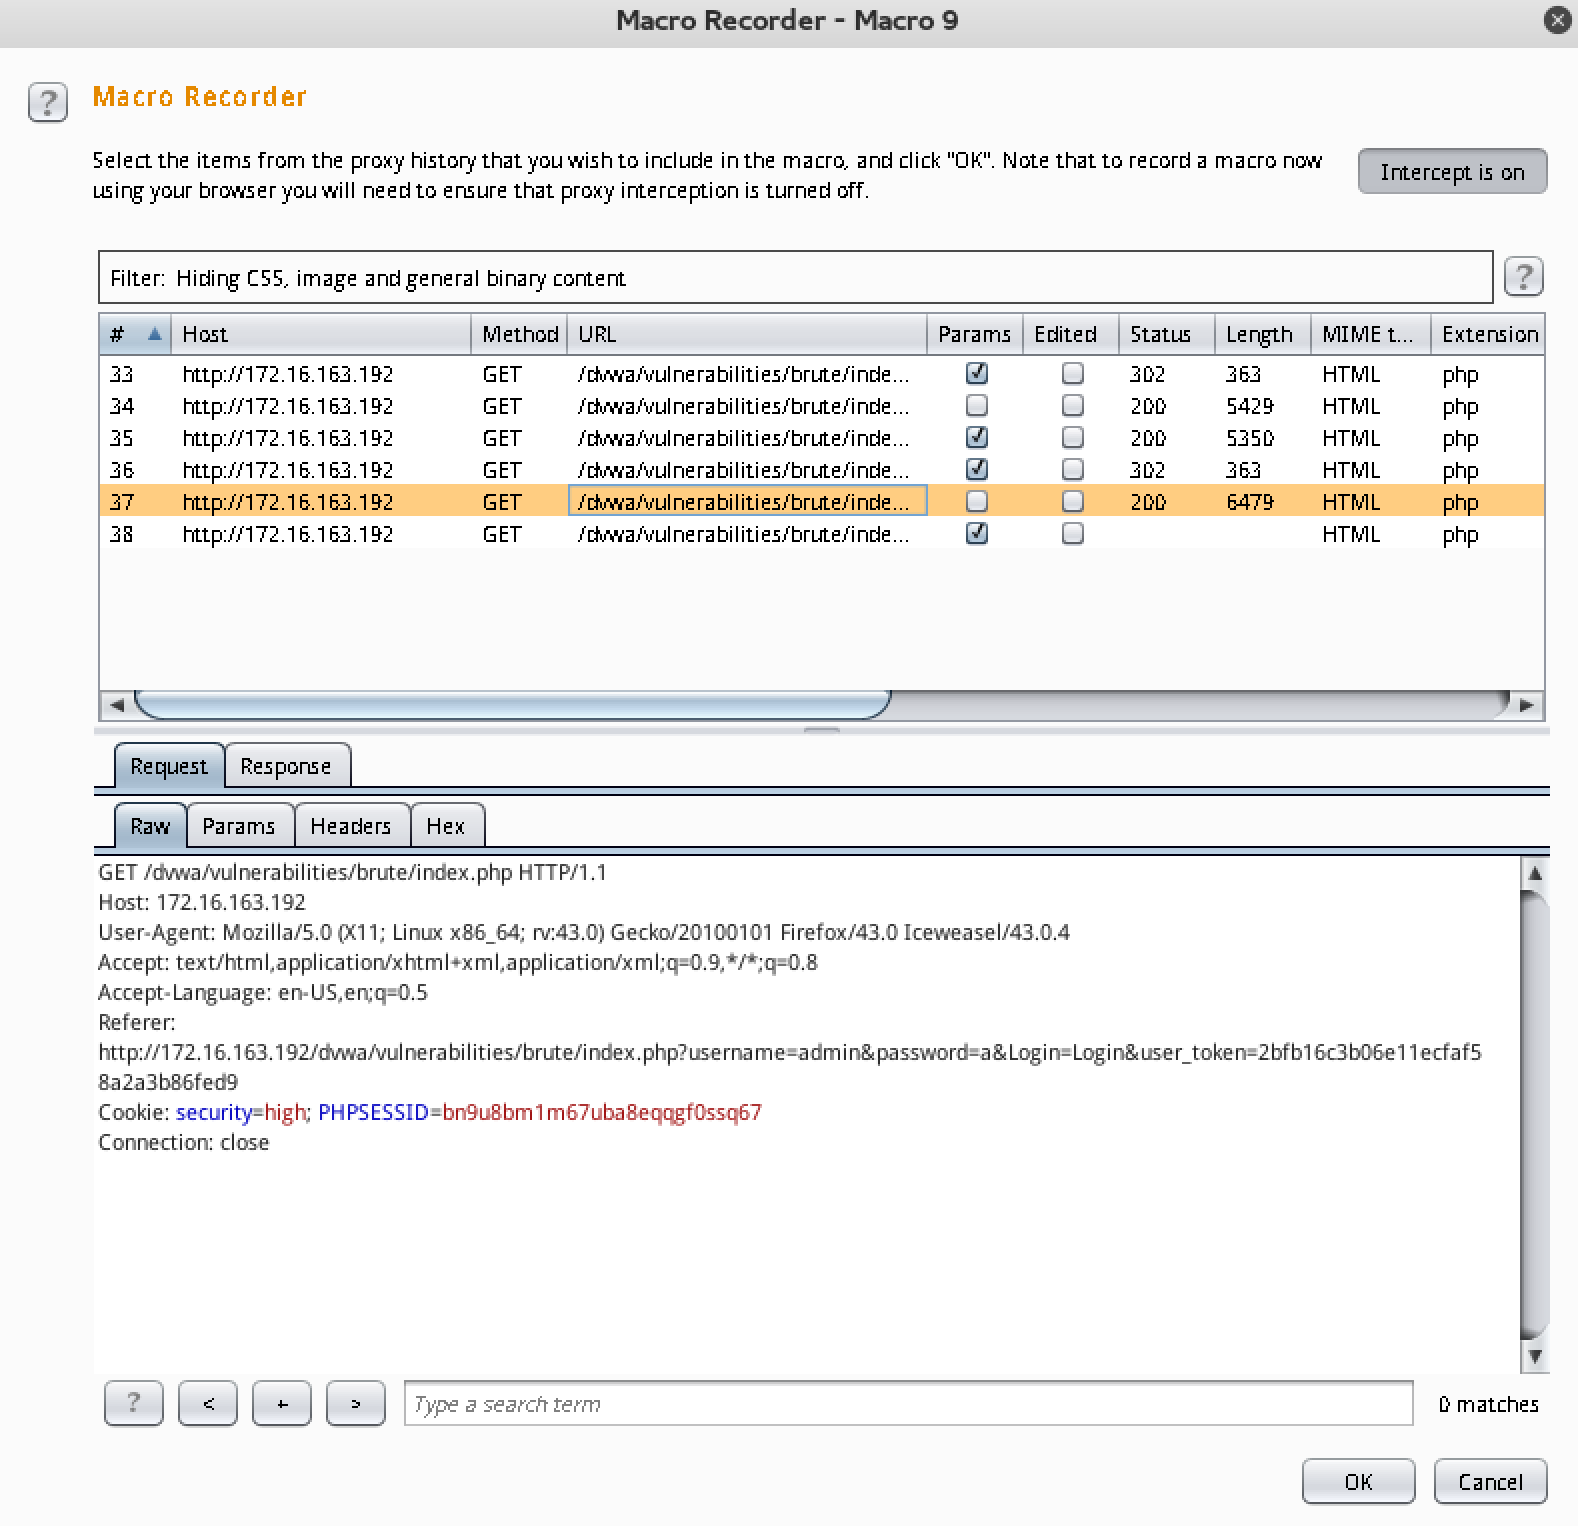 Macro Recorder - Macro 9
?
Macro Recorder
Select the items from the proxy history that you wish to include in the macro, and click "OK". Note that to record a macro now
using your browser you will need to ensure that proxy interception is turned off.
Intercept is on
Filter: Hiding CSS, image and general binary content
?
# Host Method URL Params Edited Status Length MIME t... Extension
33 http://172.16.163.192 GET /dvwa/vulnerabilities/brute/inde... 302 363 HTML php
34 http://172.16.163.192 GET /dvwa/vulnerabilities/brute/inde... 200 5429 HTML php
35 http://172.16.163.192 GET /dvwa/vulnerabilities/brute/inde... 200 5350 HTML php
36 http://172.16.163.192 GET /dvwa/vulnerabilities/brute/inde... 302 363 HTML php
37 http://172.16.163.192 GET /dvwa/vulnerabilities/brute/inde... 200 6479 HTML php
38 http://172.16.163.192 GET /dvwa/vulnerabilities/brute/inde... HTML php
Request Response
Raw Params Headers Hex
GET /dvwa/vulnerabilities/brute/index.php HTTP/1.1
Host: 172.16.163.192
User-Agent: Mozilla/5.0 (X11; Linux x86_64; rv:43.0) Gecko/20100101 Firefox/43.0 Iceweasel/43.0.4
Accept: text/html,application/xhtml+xml,application/xml;q=0.9,*/*;q=0.8
Accept-Language: en-US,en;q=0.5
Referer:
http://172.16.163.192/dvwa/vulnerabilities/brute/index.php?username=admin&password=a&Login=Login&user_token=2bfb16c3b06e11ecfaf5
8a2a3b86fed9
Cookie: security=high; PHPSESSID=bn9u8bm1m67uba8eqqgf0ssq67
Connection: close
? < + > Type a search term 0 matches
OK Cancel